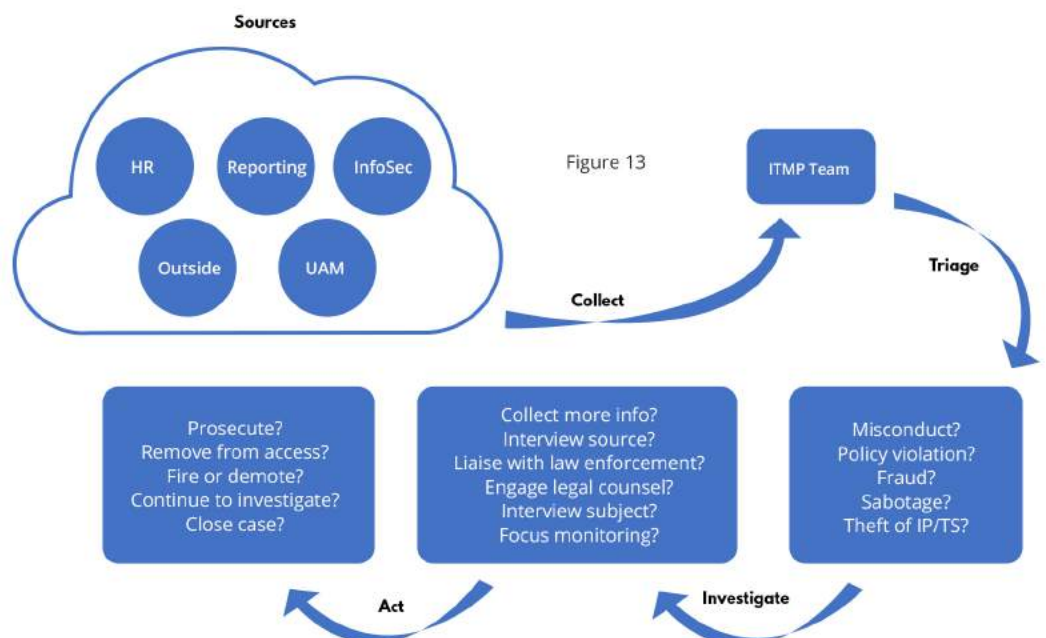 Sources
HR
Reporting
InfoSec
Outside
UAM
Figure 13
ITMP Team
Collect
Triage
Misconduct?
Policy violation?
Fraud?
Sabotage?
Theft of IP/TS?
Investigate
Collect more info?
Interview source?
Liaise with law enforcement?
Engage legal counsel?
Interview subject?
Focus monitoring?
Act
Prosecute?
Remove from access?
Fire or demote?
Continue to investigate?
Close case?